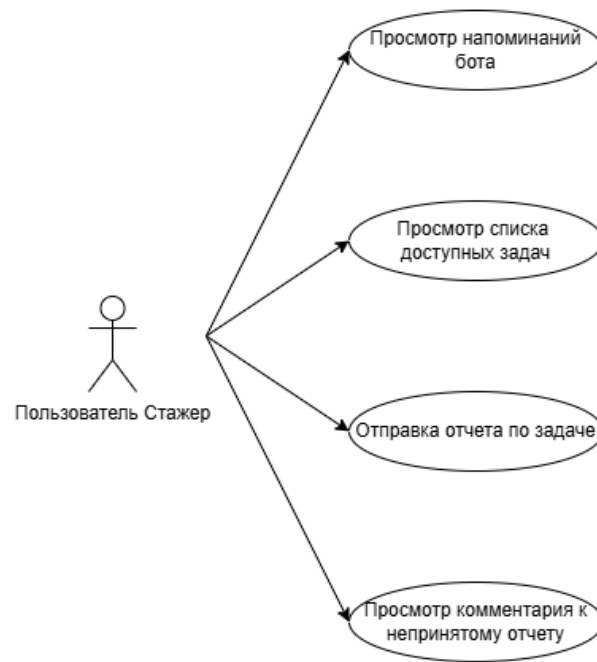 Просмотр напоминаний
бота
Просмотр списка
доступных задач
Пользователь Стажер
Отправка отчета по задаче
Просмотр комментария к
непринятому отчету